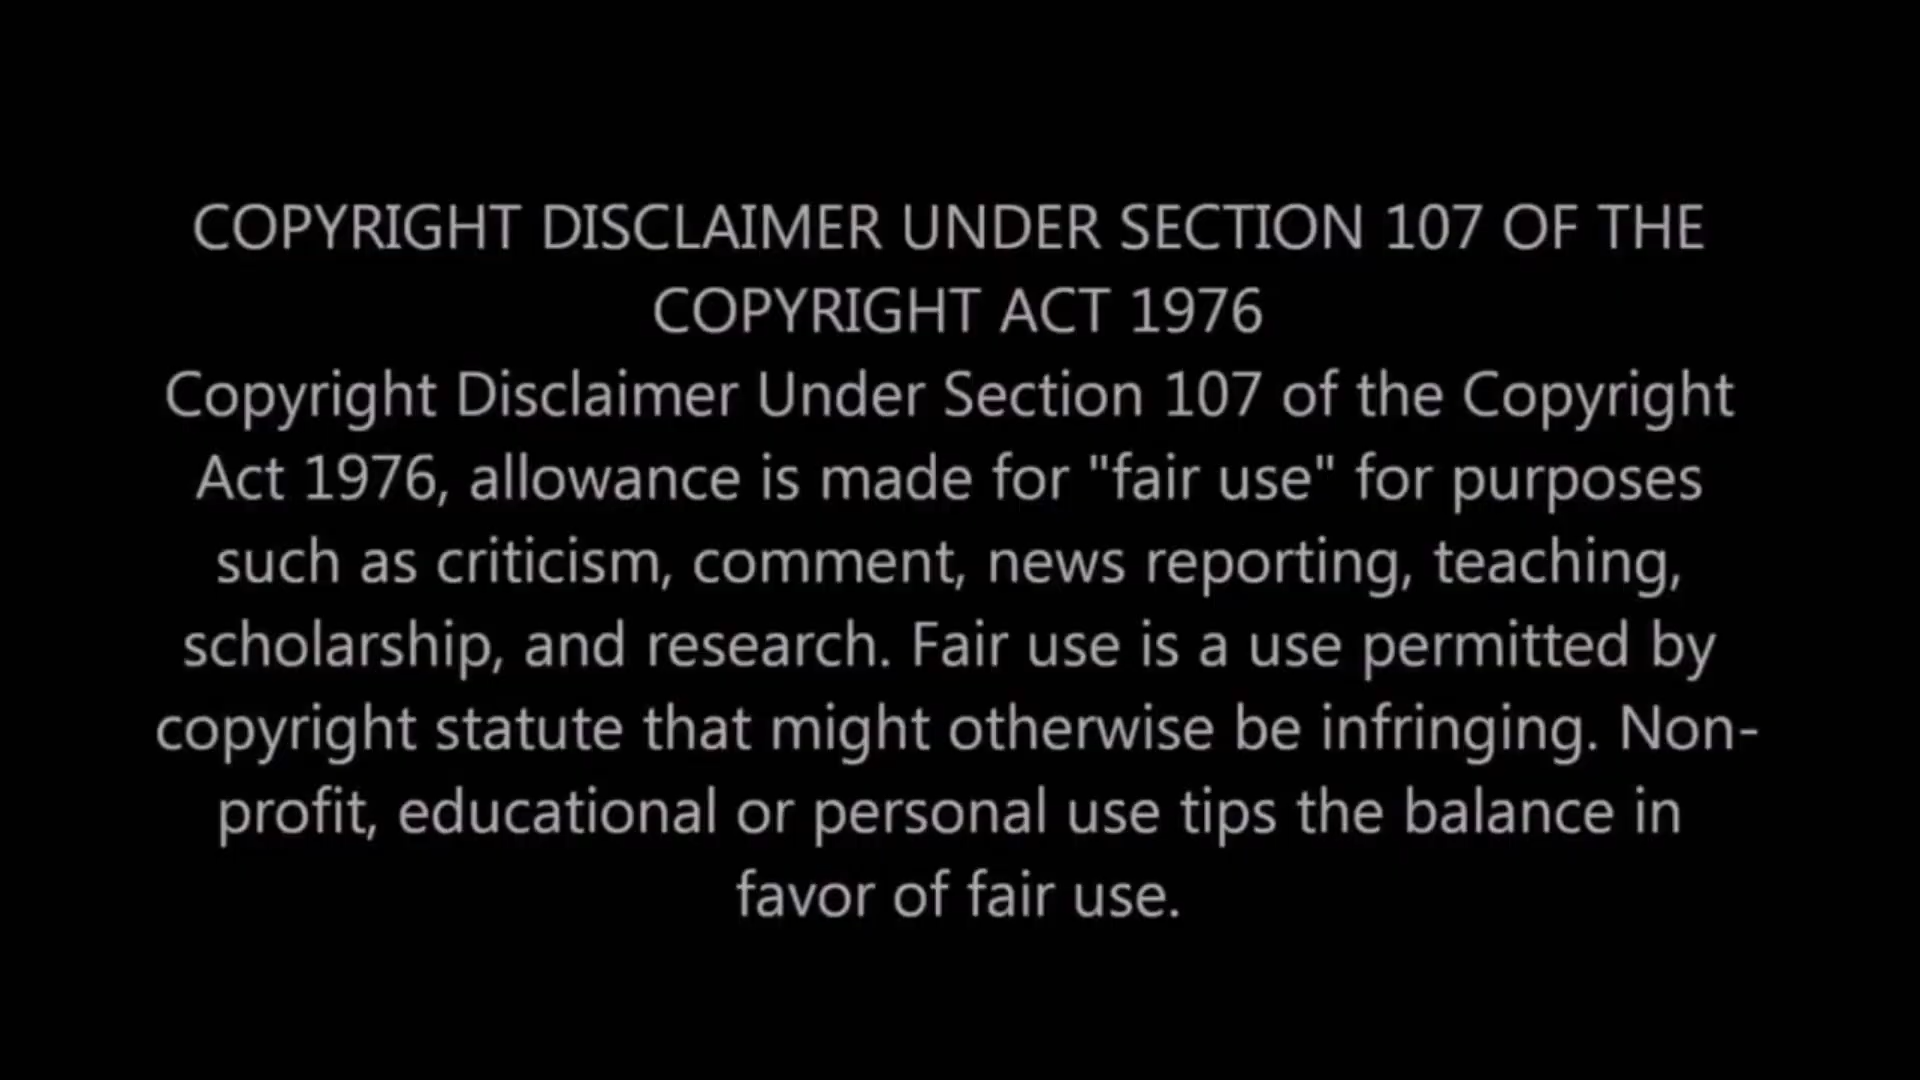 COPYRIGHT DISCLAIMER UNDER SECTION 107 OF THE
COPYRIGHT ACT 1976
Copyright Disclaimer Under Section 107 of the Copyright
Act 1976, allowance is made for "fair use" for purposes
such as criticism, comment, news reporting, teaching,
scholarship, and research. Fair use is a use permitted by
copyright statute that might otherwise be infringing. Non-
profit, educational or personal use tips the balance in
favor of fair use.